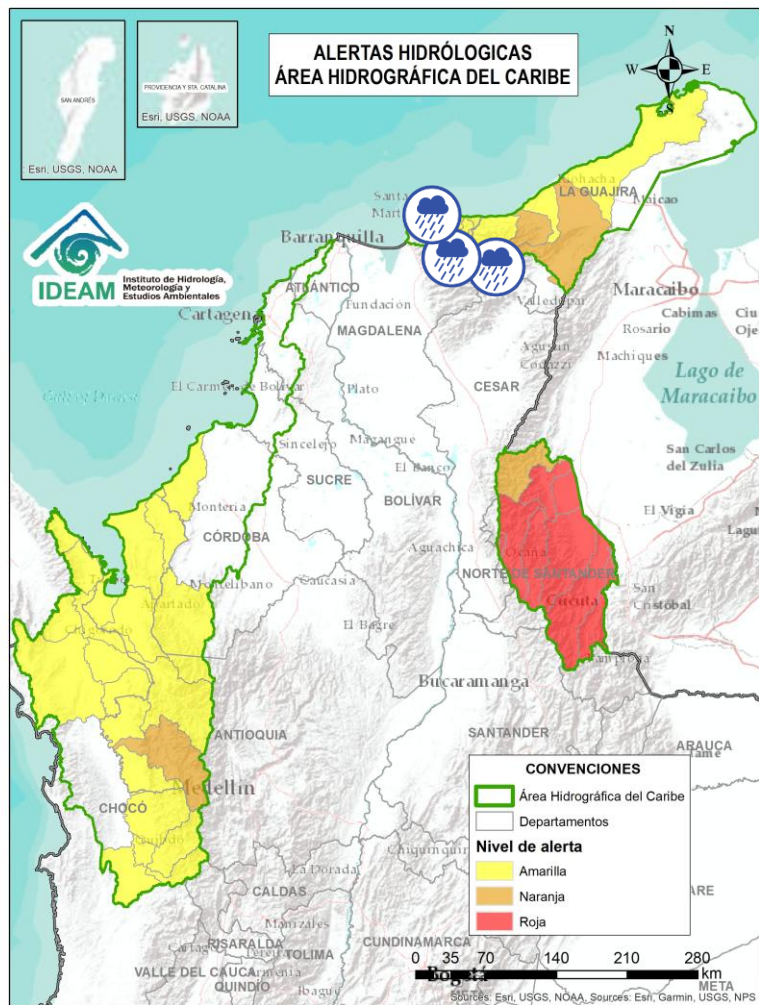 ALERTAS HIDRÓLOGICAS
ÁREA HIDROGRÁFICA DEL CARIBE
N
W
E
S
SAN ANDRÉS
Esri, USGS, NOAA
PROVIDENCIA Y STA. CATALINA
Esri, USGS, NOAA
IDEAM
Instituto de Hidrología,
Meteorología y
Estudios Ambientales
Santa
Barranquilla
LA GUAJIRA
Maicao
ATLÁNTICO
Cartagena
Fundación
MAGDALENA
Valledupar
Maracaibo
Cabimas
Rosario
Machiques
Agustín
Codazzi
CESAR
Lago de
Maracaibo
El Carmen de Bolívar
Plato
Sincelejo
Magangue
El Banco
SUCRE
BOLÍVAR
San Carlos
del Zulia
Montería
CÓRDOBA
El Vigía
Aguachica
Ocaña
NORTE DE SANTANDER
Cúcuta
San
Cristóbal
Montelíbano
Caucasia
Apartadó
El Bagre
Pamplona
Bucaramanga
ANTIOQUIA
SANTANDER
ARAUCA
Medellín
CHOCÓ
Quibdó
La Dorada
CALDAS
Manizales
RISARALDA
TOLIMA
CUNDINAMARCA
VALLE DEL CAUCA
Armenia
QUINDÍO
Ibagué
Bogotá
META
CONVENCIONES
Área Hidrográfica del Caribe
Departamentos
Nivel de alerta
Amarilla
Naranja
Roja
0 35 70 140 210 280
km
Sources: Esri, USGS, NOAA, Sources: Esri, Garmin, USGS, NPS